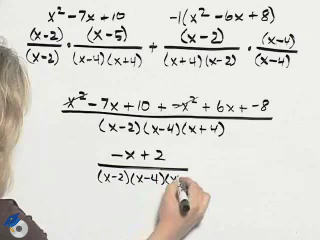 x² -7x+10 -1(x² -6x+8)
(x-2) · (x-5) + (x-2) · (x-4)
(x-2) (x-4)(x+4) (x+4)(x-2) (x-4)
x² -7x + 10 + -x² + 6x + -8
(x-2)(x-4)(x+4)
-x + 2
(x-2)(x-4)(x